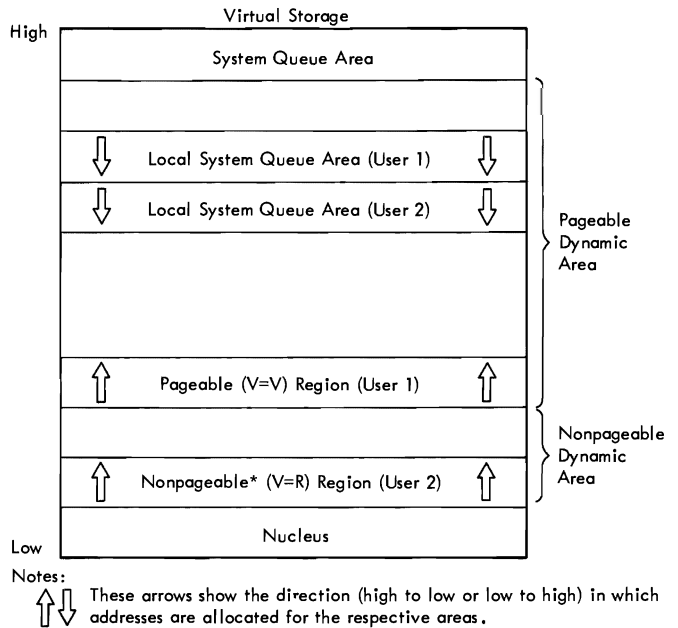 Virtual Storage
High
System Queue Area
Local System Queue Area (User 1)
Local System Queue Area (User 2)
Pageable
Dynamic
Area
Pageable (V=V) Region (User 1)
Nonpageable
Dynamic
Area
Nonpageable* (V=R) Region (User 2)
Nucleus
Low
Notes:
These arrows show the direction (high to low or low to high) in which
addresses are allocated for the respective areas.